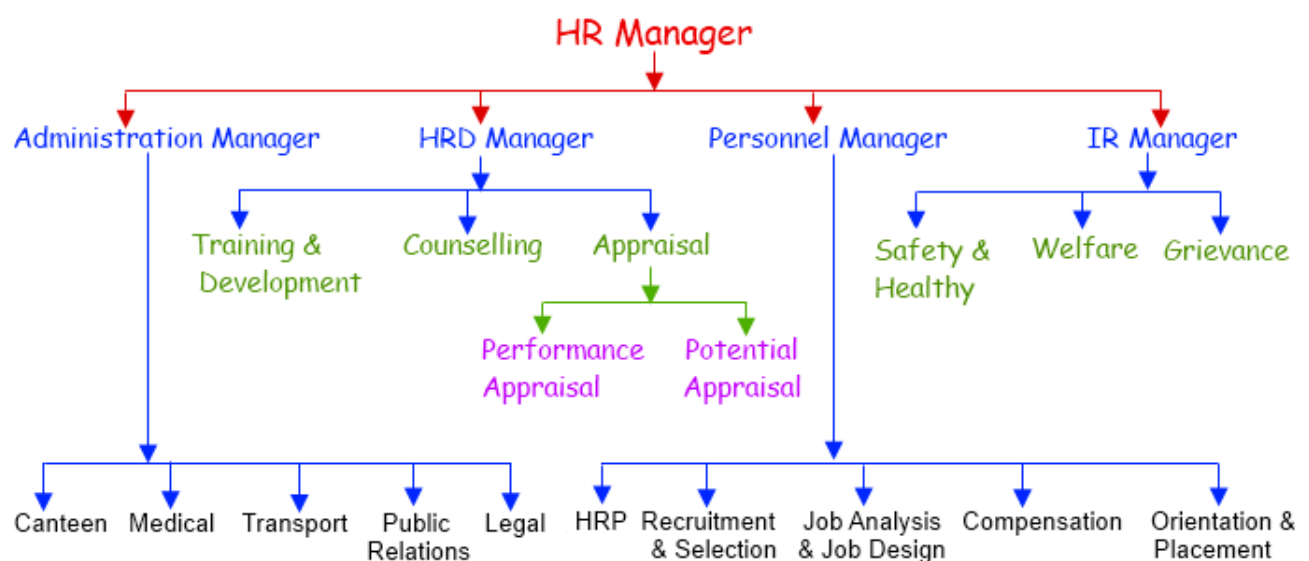 HR Manager
Administration Manager
HRD Manager
Personnel Manager
IR Manager
Training &
Development
Counselling
Appraisal
Safety &
Healthy
Welfare
Grievance
Performance
Appraisal
Potential
Appraisal
Canteen
Medical
Transport
Public
Relations
Legal
HRP
Recruitment
& Selection
Job Analysis
& Job Design
Compensation
Orientation &
Placement